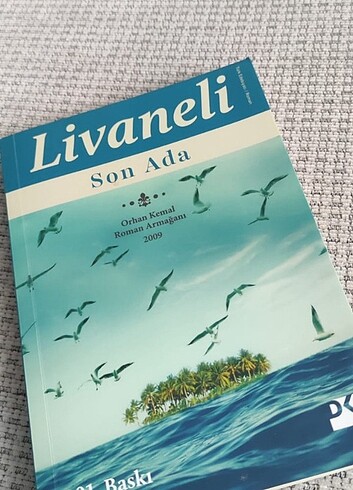 Livaneli
Son Ada
Orhan Kemal
Roman Armağanı
2009
Baskı